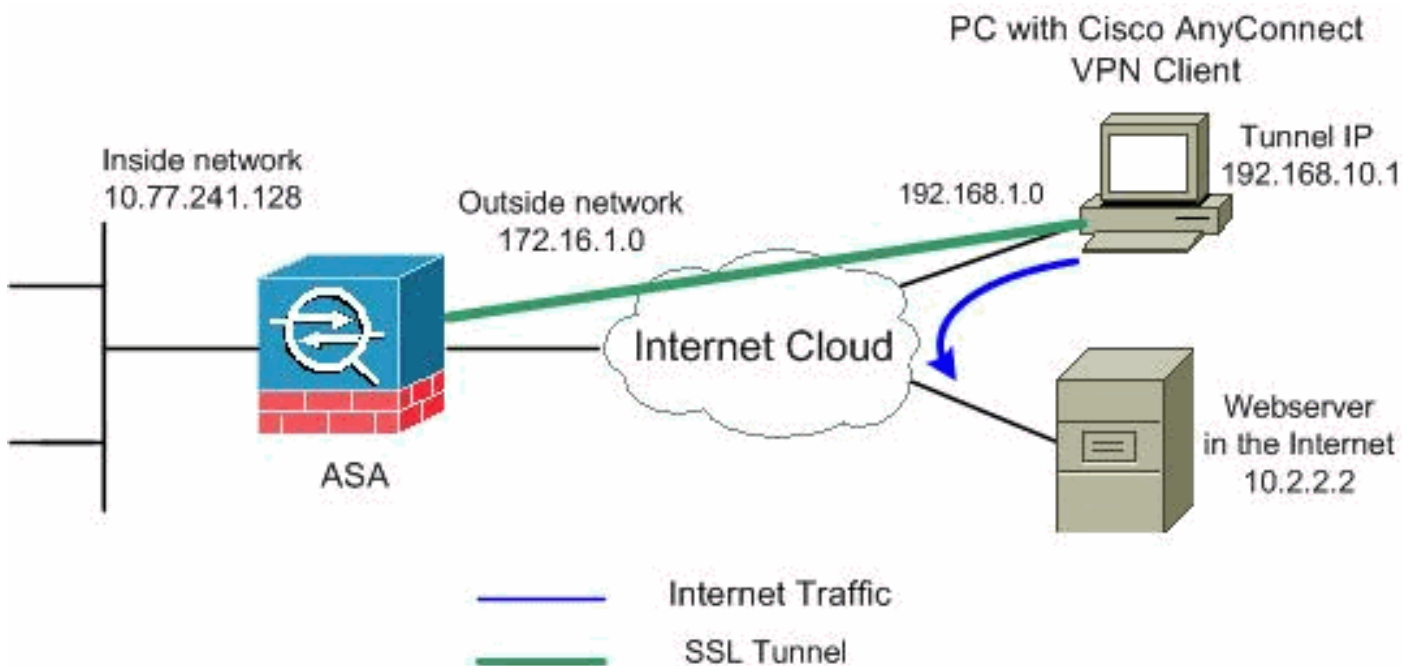 PC with Cisco AnyConnect
VPN Client
Tunnel IP
192.168.10.1
Inside network
10.77.241.128
Outside network
172.16.1.0
192.168.1.0
Internet Cloud
ASA
Webserver
in the Internet
10.2.2.2
Internet Traffic
SSL Tunnel